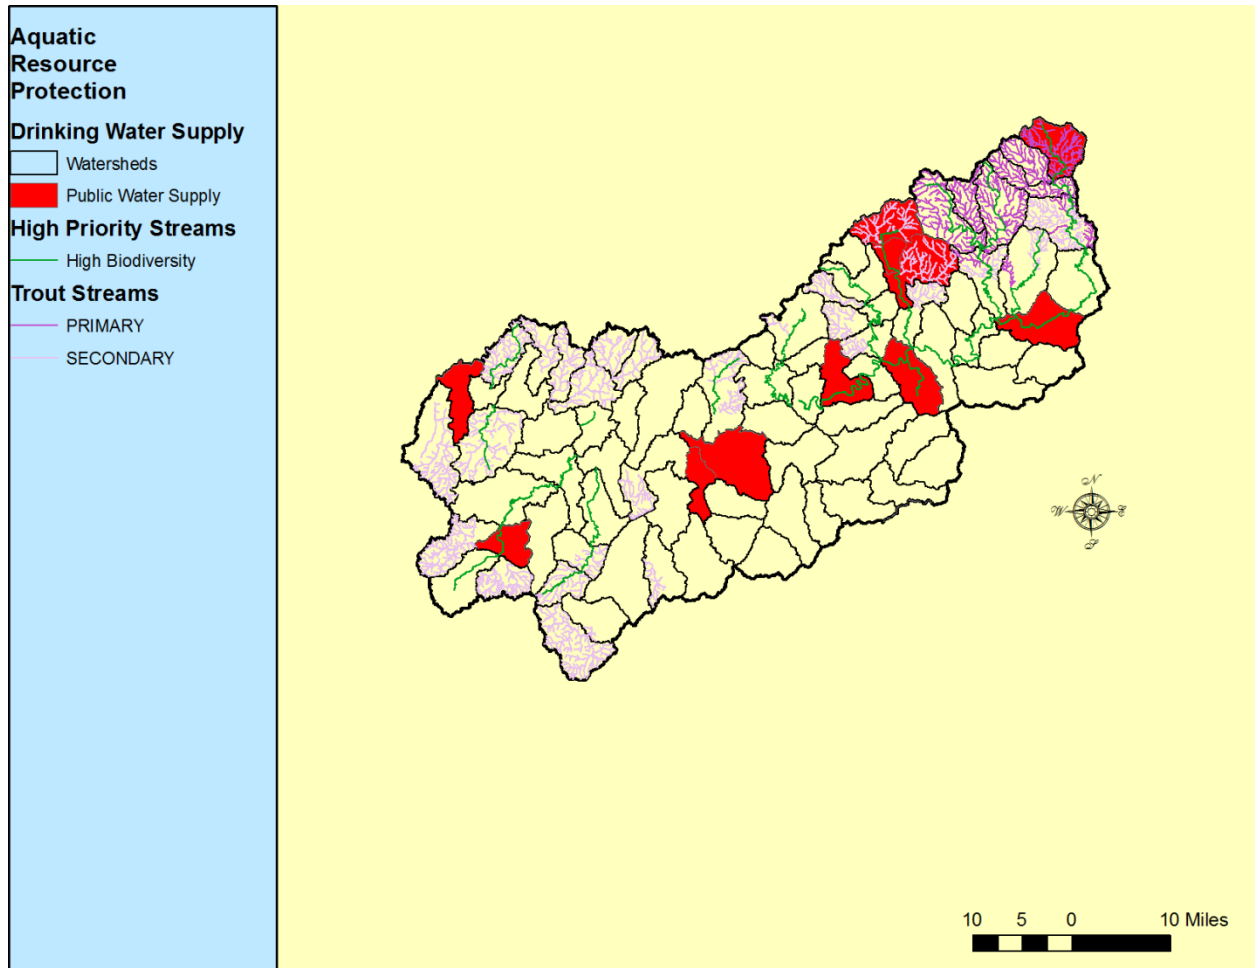 Aquatic
Resource
Protection
Drinking Water Supply
Watersheds
Public Water Supply
High Priority Streams
High Biodiversity
Trout Streams
PRIMARY
SECONDARY
N
W E
S
10 5 0 10 Miles